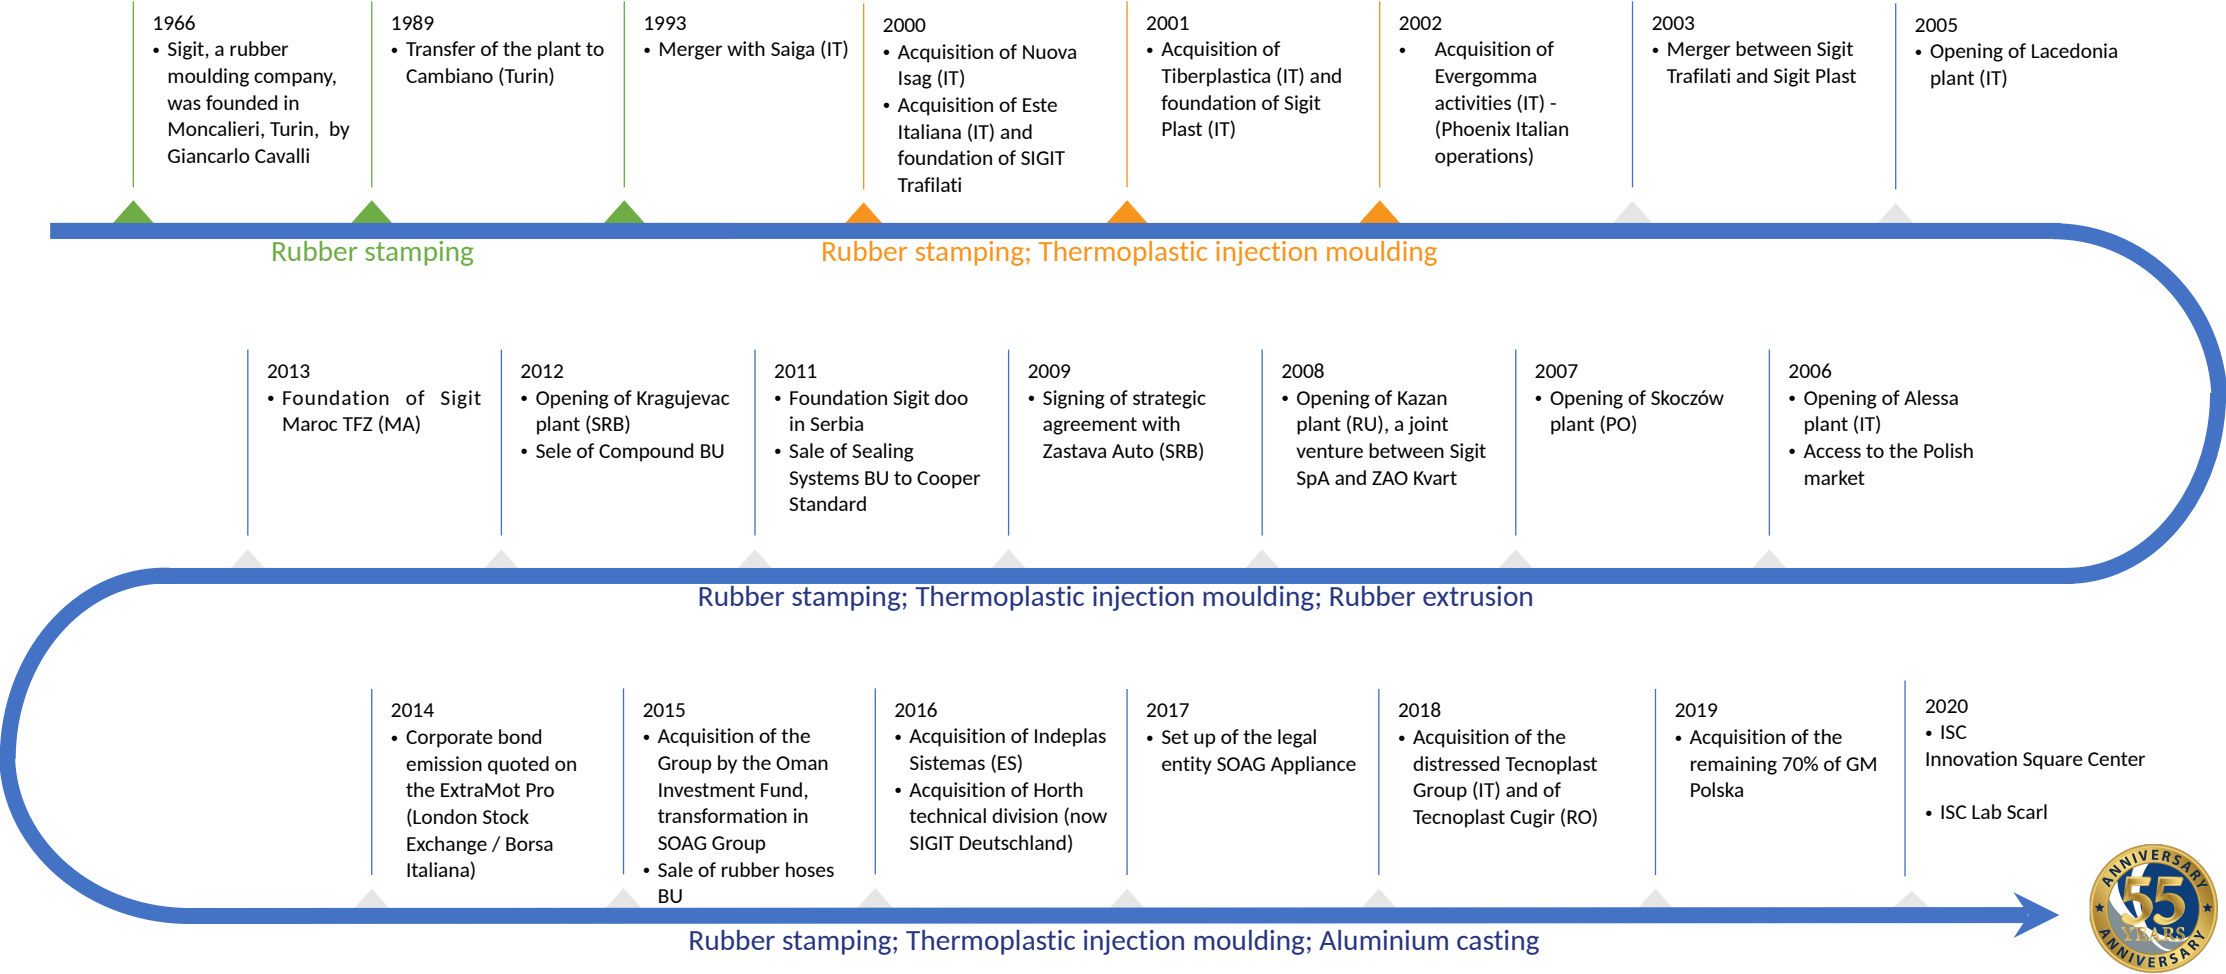 1966
• Sigit, a rubber
moulding company,
was founded in
Moncalieri, Turin,  by
Giancarlo Cavalli
1989
• Transfer of the plant to
Cambiano (Turin)
1993
• Merger with Saiga (IT)
2000
• Acquisition of Nuova
Isag (IT)
• Acquisition of Este
Italiana (IT) and
foundation of SIGIT
Trafilati
2001
• Acquisition of
Tiberplastica (IT) and
foundation of Sigit
Plast (IT)
2002
• Acquisition of
Evergomma
activities (IT) -
(Phoenix Italian
operations)
2003
• Merger between Sigit
Trafilati and Sigit Plast
2005
• Opening of Lacedonia
plant (IT)
Rubber stamping
Rubber stamping; Thermoplastic injection moulding
2013
• Foundation of Sigit
Maroc TFZ (MA)
2012
• Opening of Kragujevac
plant (SRB)
• Sele of Compound BU
2011
• Foundation Sigit doo
in Serbia
• Sale of Sealing
Systems BU to Cooper
Standard
2009
• Signing of strategic
agreement with
Zastava Auto (SRB)
2008
• Opening of Kazan
plant (RU), a joint
venture between Sigit
SpA and ZAO Kvart
2007
• Opening of Skoczów
plant (PO)
2006
• Opening of Alessa
plant (IT)
• Access to the Polish
market
Rubber stamping; Thermoplastic injection moulding; Rubber extrusion
2014
• Corporate bond
emission quoted on
the ExtraMot Pro
(London Stock
Exchange / Borsa
Italiana)
2015
• Acquisition of the
Group by the Oman
Investment Fund,
transformation in
SOAG Group
• Sale of rubber hoses
BU
2016
• Acquisition of Indeplas
Sistemas (ES)
• Acquisition of Horth
technical division (now
SIGIT Deutschland)
2017
• Set up of the legal
entity SOAG Appliance
2018
• Acquisition of the
distressed Tecnoplast
Group (IT) and of
Tecnoplast Cugir (RO)
2019
• Acquisition of the
remaining 70% of GM
Polska
2020
• ISC
Innovation Square Center
• ISC Lab Scarl
Rubber stamping; Thermoplastic injection moulding; Aluminium casting
ANNIVERSARY
55
YEARS
ANNIVERSARY